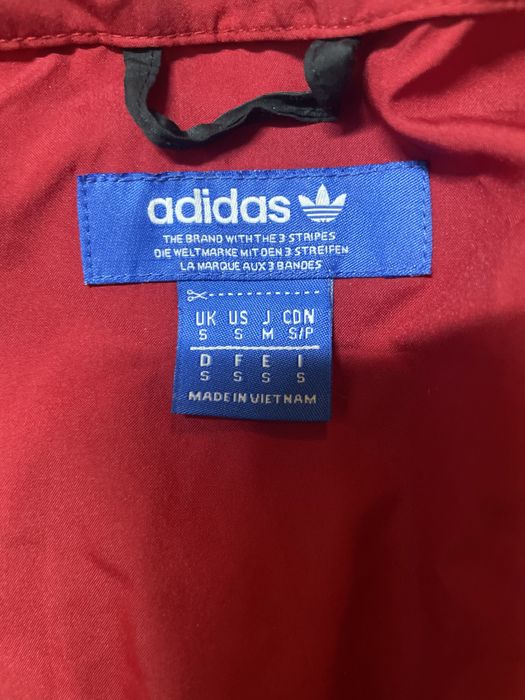 adidas
THE BRAND WITH THE 3 STRIPES
DIE WELTMARKE MIT DEN 3 STREIFEN
LA MARQUE AUX 3 BANDES
UK US J CDN
S S M S/P
D F E I
S S S S
MADE IN VIETNAM